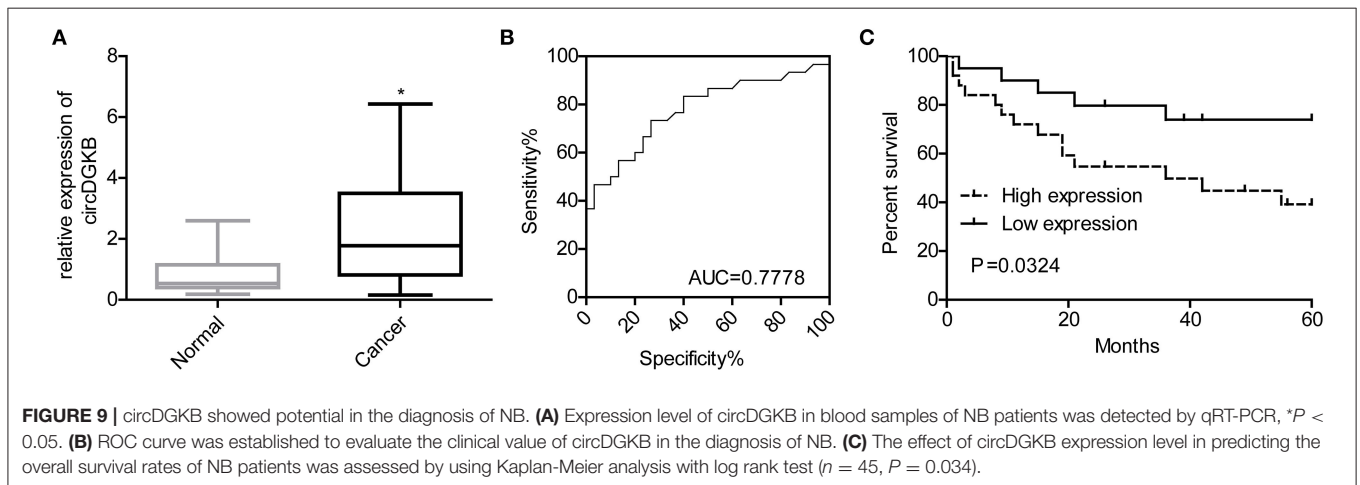 A
relative expression of
circDGKB
8
6
4
2
0
*
Normal
Cancer
B
Sensitivity%
100
80
60
40
20
0
AUC=0.7778
0
20
40
60
80
100
Specificity%
C
Percent survival
100
80
60
40
20
0
High expression
Low expression
P=0.0324
0
20
40
60
Months
FIGURE 9 | circDGKB showed potential in the diagnosis of NB. (A) Expression level of circDGKB in blood samples of NB patients was detected by qRT-PCR, *P <
0.05. (B) ROC curve was established to evaluate the clinical value of circDGKB in the diagnosis of NB. (C) The effect of circDGKB expression level in predicting the
overall survival rates of NB patients was assessed by using Kaplan-Meier analysis with log rank test (n = 45, P = 0.034).